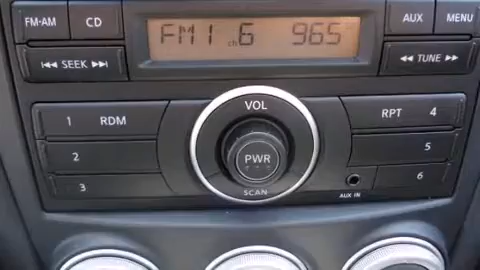 FM·AM CD
FM1 ch 6 965
AUX MENU
SEEK
TUNE
VOL
1 RDM
RPT 4
2
5
PWR
3
6
SCAN
AUX IN